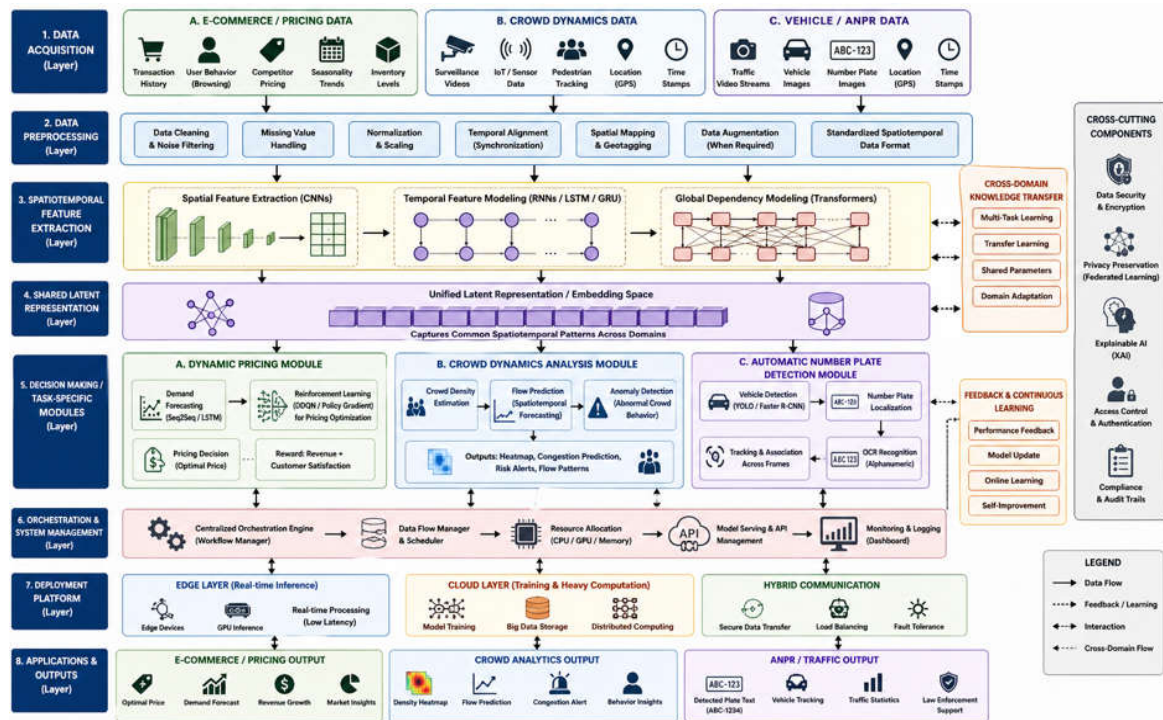 1. DATA
ACQUISITION
(Layer)
A. E-COMMERCE / PRICING DATA
Transaction
History
User Behavior
(Browsing)
Competitor
Pricing
Seasonality
Trends
Inventory
Levels
B. CROWD DYNAMICS DATA
Surveillance
Videos
IoT / Sensor
Data
Pedestrian
Tracking
Location
(GPS)
Time
Stamps
C. VEHICLE / ANPR DATA
ABC-123
Traffic
Video Streams
Vehicle
Images
Number Plate
Images
Location
(GPS)
Time
Stamps
2. DATA
PREPROCESSING
(Layer)
Data Cleaning
& Noise Filtering
Missing Value
Handling
Normalization
& Scaling
Temporal Alignment
(Synchronization)
Spatial Mapping
& Geotagging
Data Augmentation
(When Required)
Standardized Spatiotemporal
Data Format
3. SPATIOTEMPORAL
FEATURE
EXTRACTION
(Layer)
Spatial Feature Extraction (CNNs)
Temporal Feature Modeling (RNNs / LSTM / GRU)
Global Dependency Modeling (Transformers)
CROSS-DOMAIN
KNOWLEDGE TRANSFER
Multi-Task Learning
Transfer Learning
Shared Parameters
Domain Adaptation
4. SHARED LATENT
REPRESENTATION
(Layer)
Unified Latent Representation / Embedding Space
Captures Common Spatiotemporal Patterns Across Domains
5. DECISION MAKING /
TASK-SPECIFIC
MODULES
(Layer)
A. DYNAMIC PRICING MODULE
Demand
Forecasting
(Seq2Seq / LSTM)
Reinforcement Learning
(DDQN / Policy Gradient)
for Pricing Optimization
Pricing Decision
(Optimal Price)
Reward: Revenue +
Customer Satisfaction
B. CROWD DYNAMICS ANALYSIS MODULE
Crowd Density
Estimation
Flow Prediction
(Spatiotemporal
Forecasting)
Anomaly Detection
(Abnormal Crowd
Behavior)
Outputs: Heatmap, Congestion Prediction,
Risk Alerts, Flow Patterns
C. AUTOMATIC NUMBER PLATE
DETECTION MODULE
Vehicle Detection
(YOLO / Faster R-CNN)
Number Plate
Localization
Tracking & Association
Across Frames
ABC 123
OCR Recognition
(Alphanumeric)
FEEDBACK & CONTINUOUS
LEARNING
Performance Feedback
Model Update
Online Learning
Self-Improvement
6. ORCHESTRATION &
SYSTEM MANAGEMENT
(Layer)
Centralized Orchestration Engine
(Workflow Manager)
Data Flow Manager
& Scheduler
Resource Allocation
(CPU / GPU / Memory)
API
Model Serving & API
Management
Monitoring & Logging
(Dashboard)
7. DEPLOYMENT
PLATFORM
(Layer)
EDGE LAYER (Real-time Inference)
Edge Devices
GPU Inference
Real-time Processing
(Low Latency)
CLOUD LAYER (Training & Heavy Computation)
Model Training
Big Data Storage
Distributed Computing
HYBRID COMMUNICATION
Secure Data Transfer
Load Balancing
Fault Tolerance
8. APPLICATIONS &
OUTPUTS
(Layer)
E-COMMERCE / PRICING OUTPUT
Optimal Price
Demand Forecast
Revenue Growth
Market Insights
CROWD ANALYTICS OUTPUT
Density Heatmap
Flow Prediction
Congestion Alert
Behavior Insights
ANPR / TRAFFIC OUTPUT
ABC-123
Detected Plate Text
(ABC-1234)
Vehicle Tracking
Traffic Statistics
Law Enforcement
Support
CROSS-CUTTING
COMPONENTS
Data Security
& Encryption
Privacy Preservation
(Federated Learning)
Explainable AI
(XAI)
Access Control
& Authentication
Compliance
& Audit Trails
LEGEND
Data Flow
Feedback / Learning
Interaction
Cross-Domain Flow